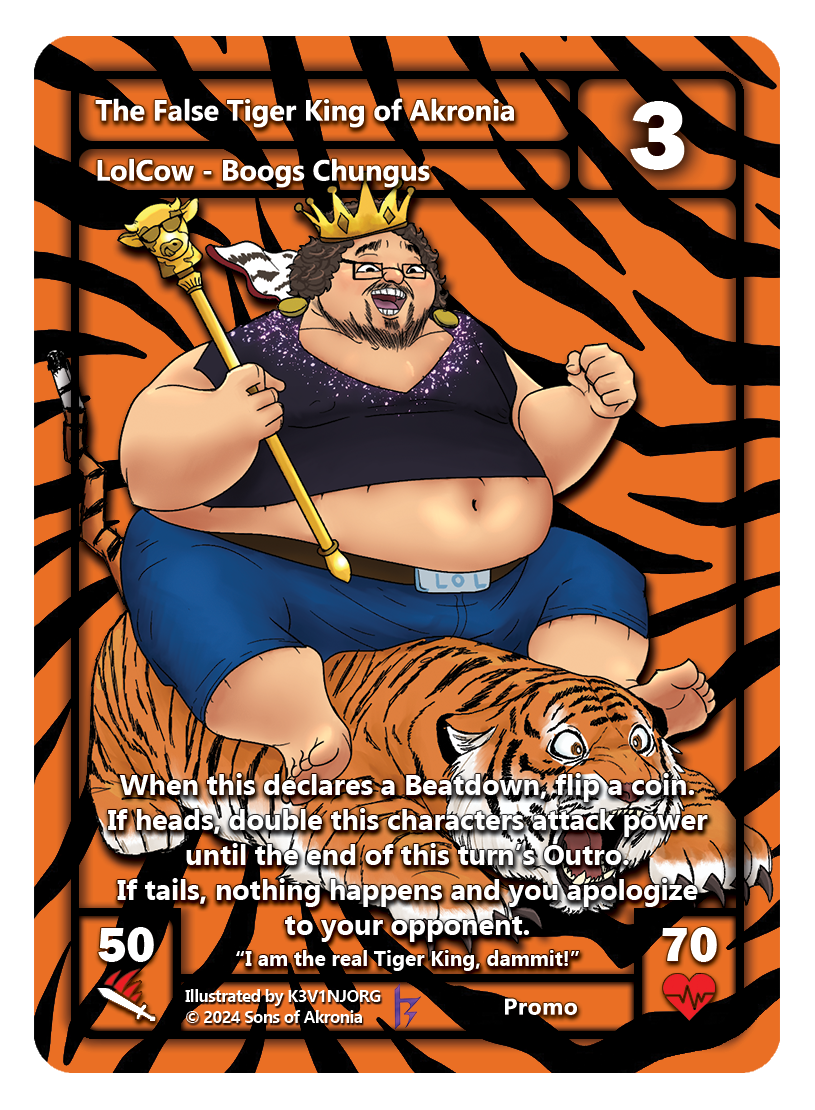 The False Tiger King of Akronia
3
LolCow - Boogs Chungus
LOL
When this declares a Beatdown, flip a coin.
If heads, double this characters attack power
until the end of this turn's Outro.
If tails, nothing happens and you apologize
to your opponent.
50
70
“I am the real Tiger King, dammit!”
Illustrated by K3V1NJORG
© 2024 Sons of Akronia
Promo